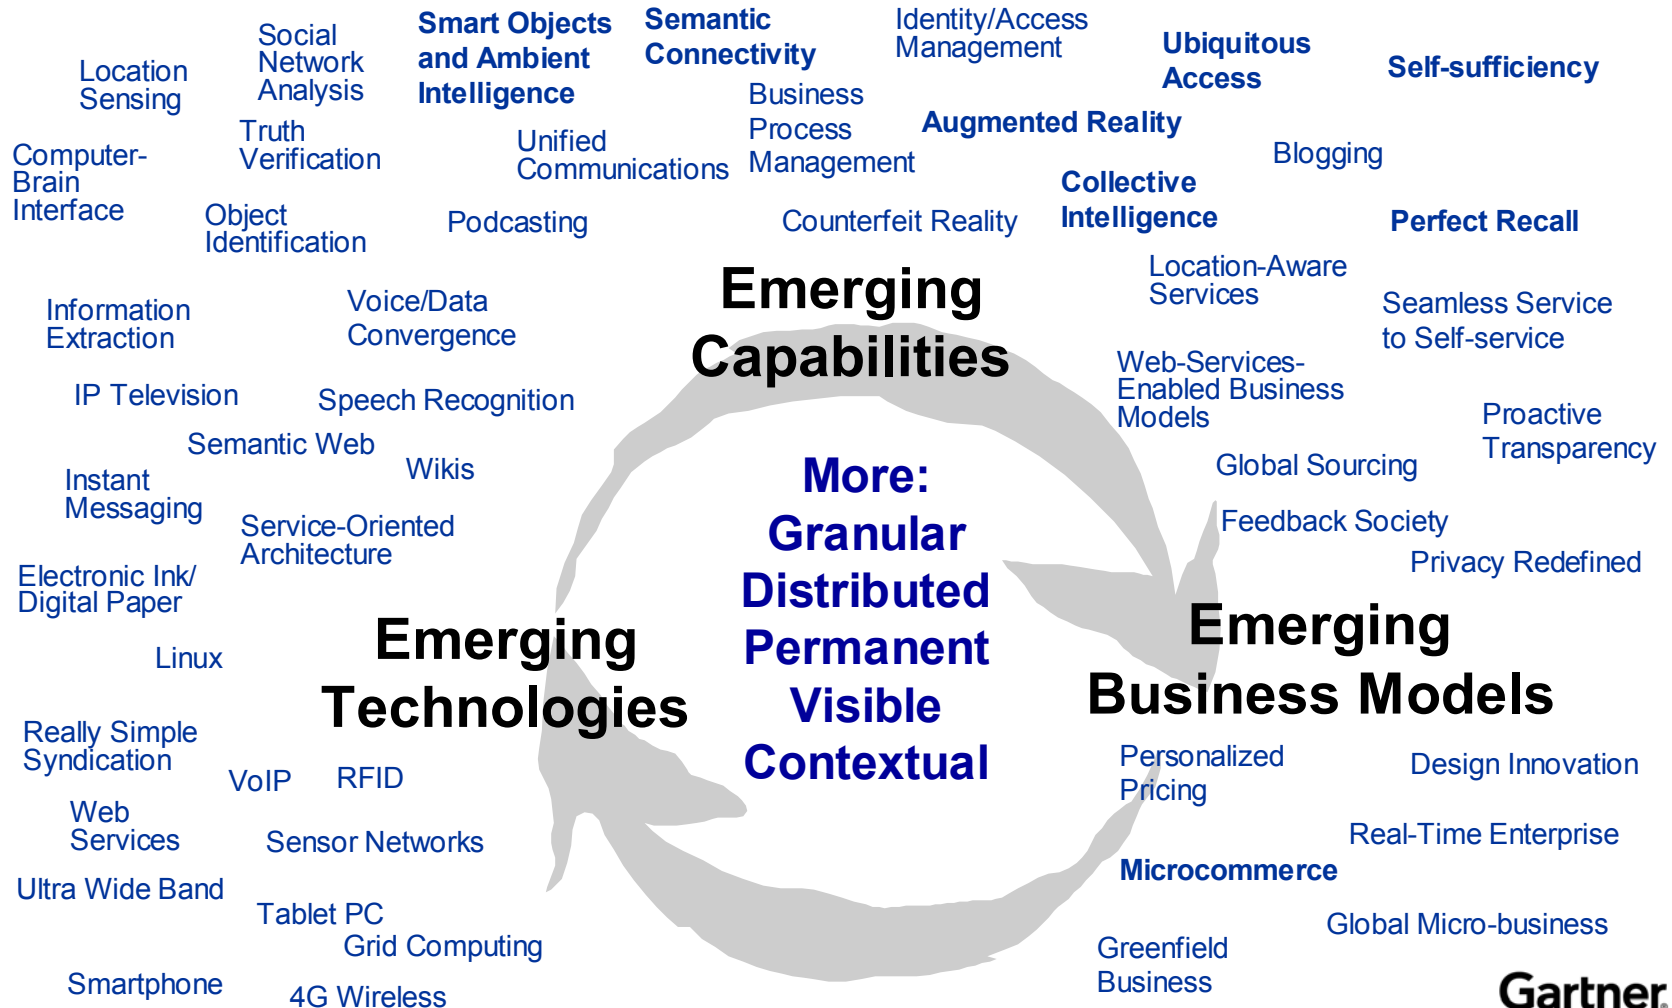 Social
Network
Analysis
Smart Objects
and Ambient
Intelligence
Semantic
Connectivity
Identity/Access
Management
Ubiquitous
Access
Self-sufficiency
Location
Sensing
Business
Process
Management
Augmented Reality
Truth
Verification
Unified
Communications
Blogging
Computer-
Brain
Interface
Collective
Intelligence
Object
Identification
Podcasting
Counterfeit Reality
Perfect Recall
Emerging
Capabilities
Location-Aware
Services
Information
Extraction
Voice/Data
Convergence
Seamless Service
to Self-service
Web-Services-
Enabled Business
Models
IP Television
Speech Recognition
Proactive
Transparency
Semantic Web
Wikis
Global Sourcing
Instant
Messaging
More:
Granular
Distributed
Permanent
Visible
Contextual
Service-Oriented
Architecture
Feedback Society
Privacy Redefined
Electronic Ink/
Digital Paper
Emerging
Technologies
Emerging
Business Models
Linux
Really Simple
Syndication
VoIP
RFID
Personalized
Pricing
Design Innovation
Web
Services
Sensor Networks
Real-Time Enterprise
Microcommerce
Ultra Wide Band
Tablet PC
Global Micro-business
Grid Computing
Greenfield
Business
Smartphone
4G Wireless
Gartner